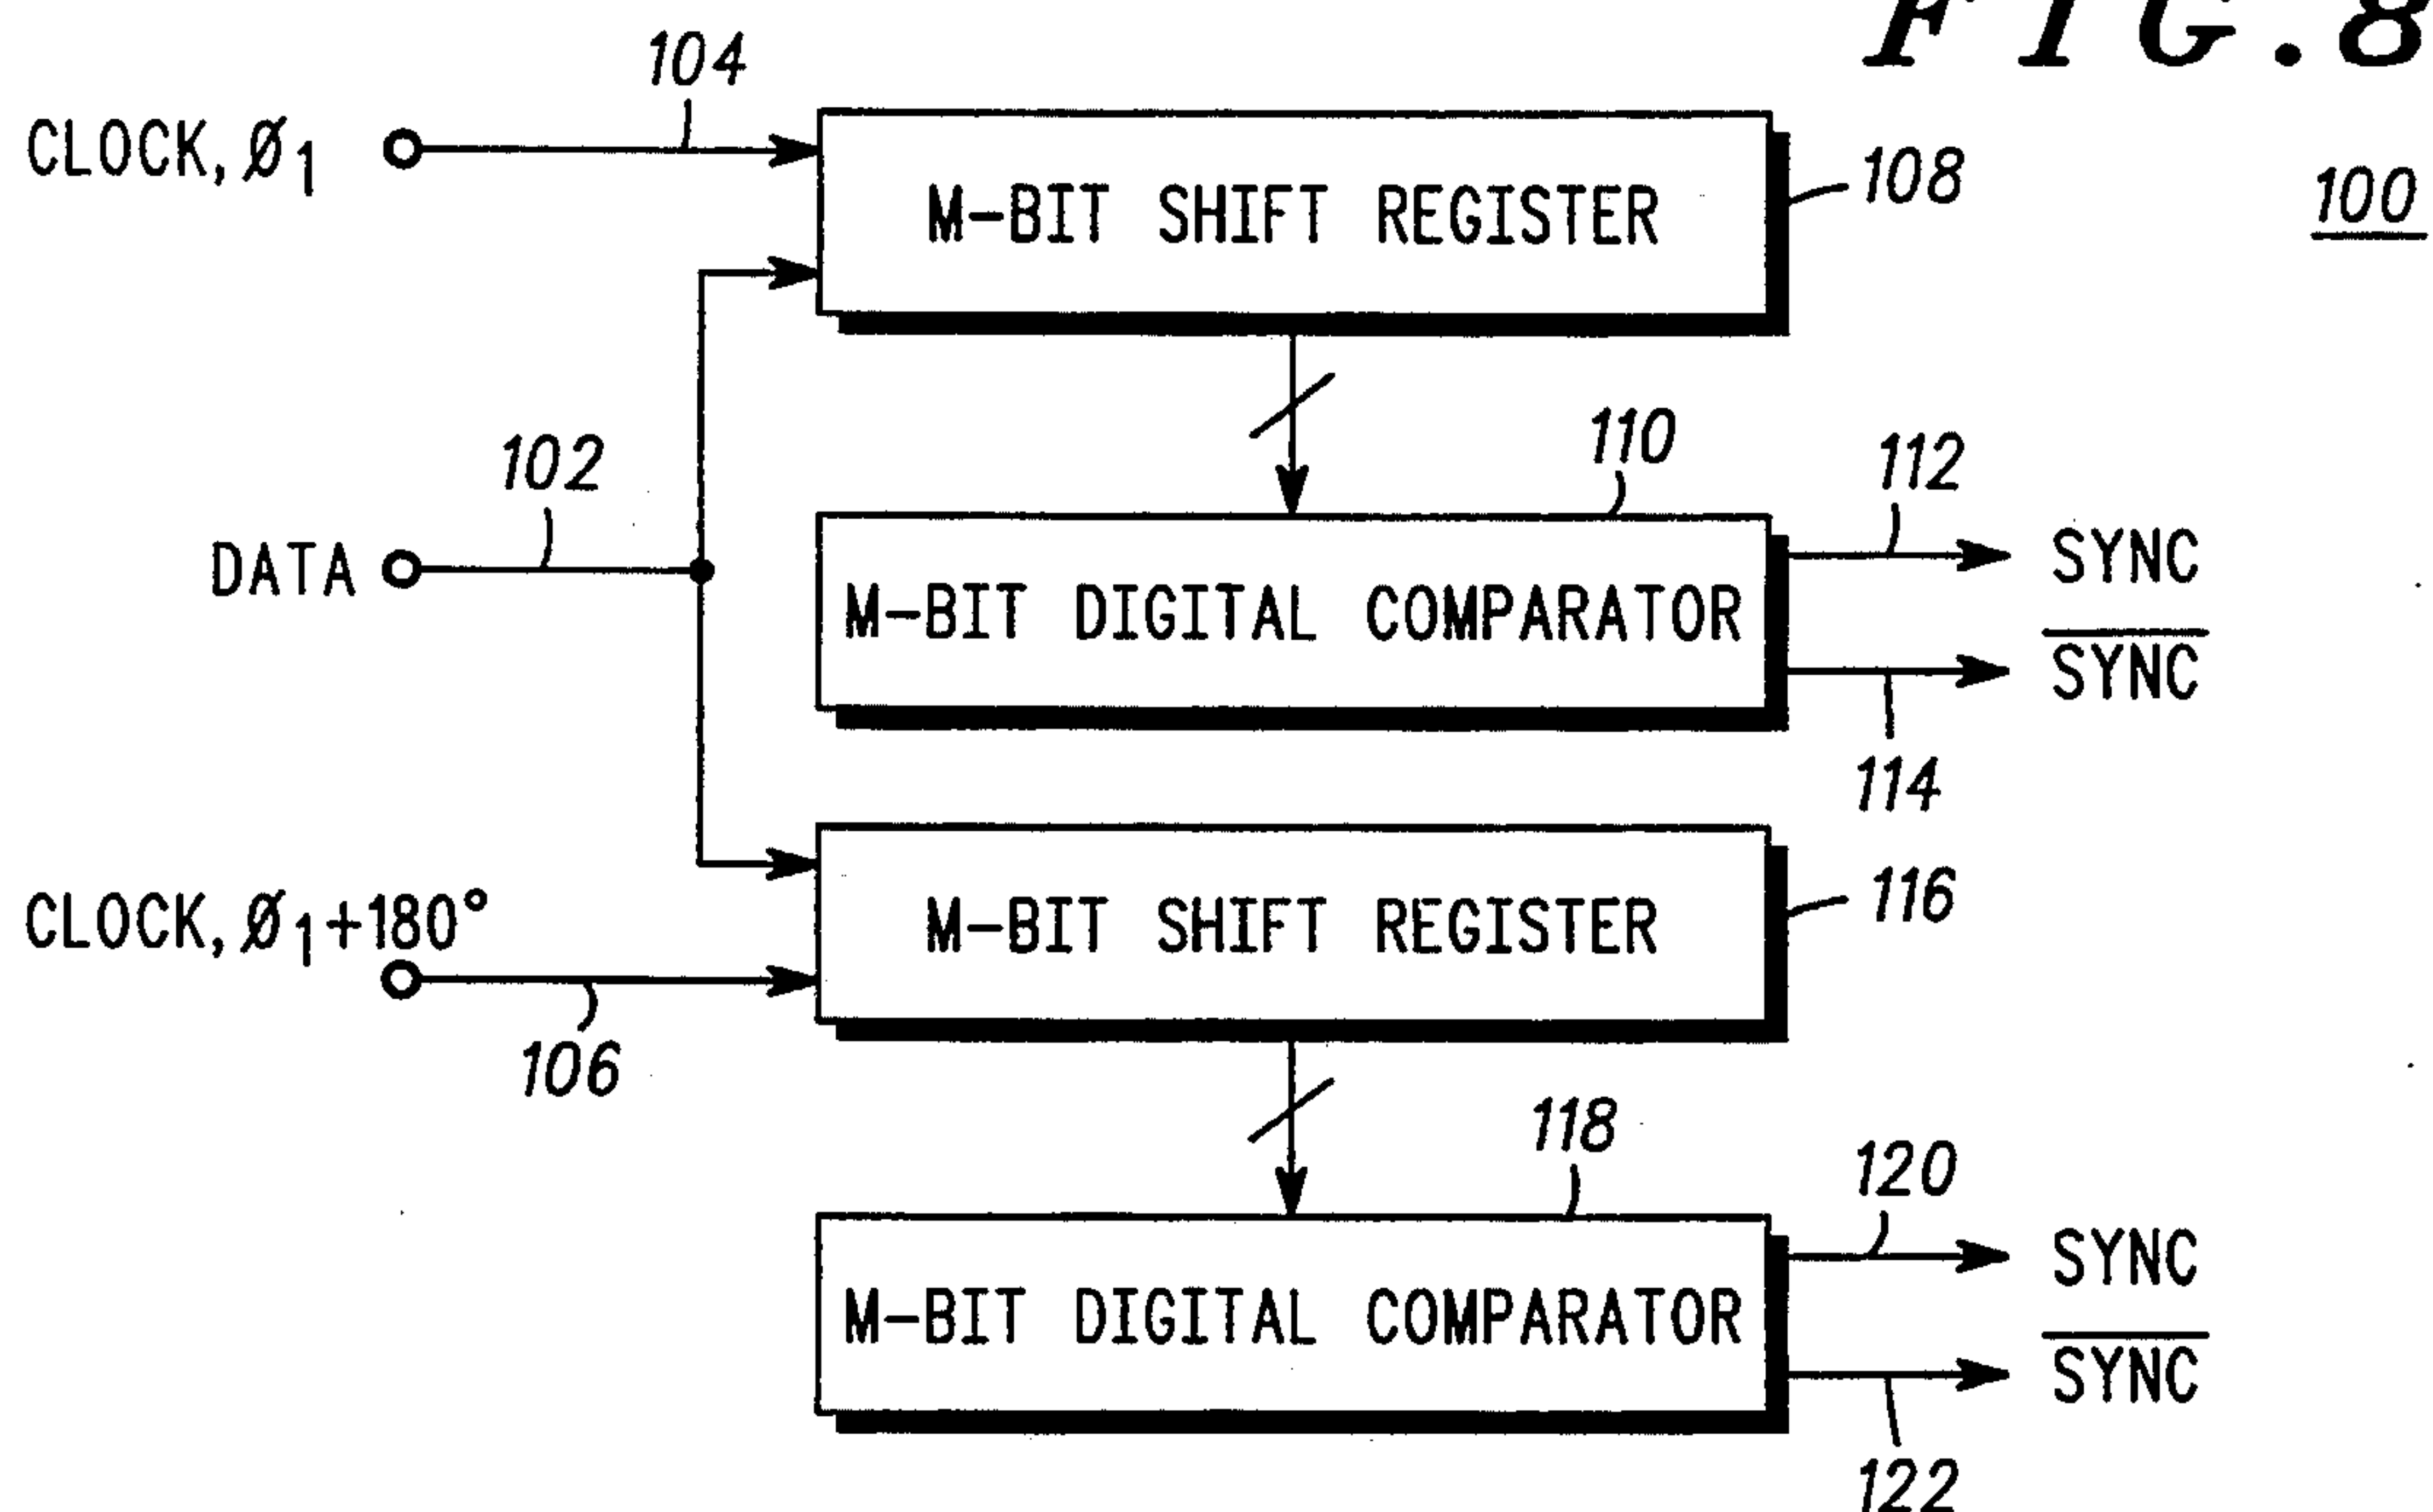 FIG.8
104
CLOCK, Ø1
M-BIT SHIFT REGISTER
108
100
102
110
112
DATA
M-BIT DIGITAL COMPARATOR
SYNC
SYNC
114
CLOCK, Ø1+180°
M-BIT SHIFT REGISTER
116
106
118
120
M-BIT DIGITAL COMPARATOR
SYNC
SYNC
122